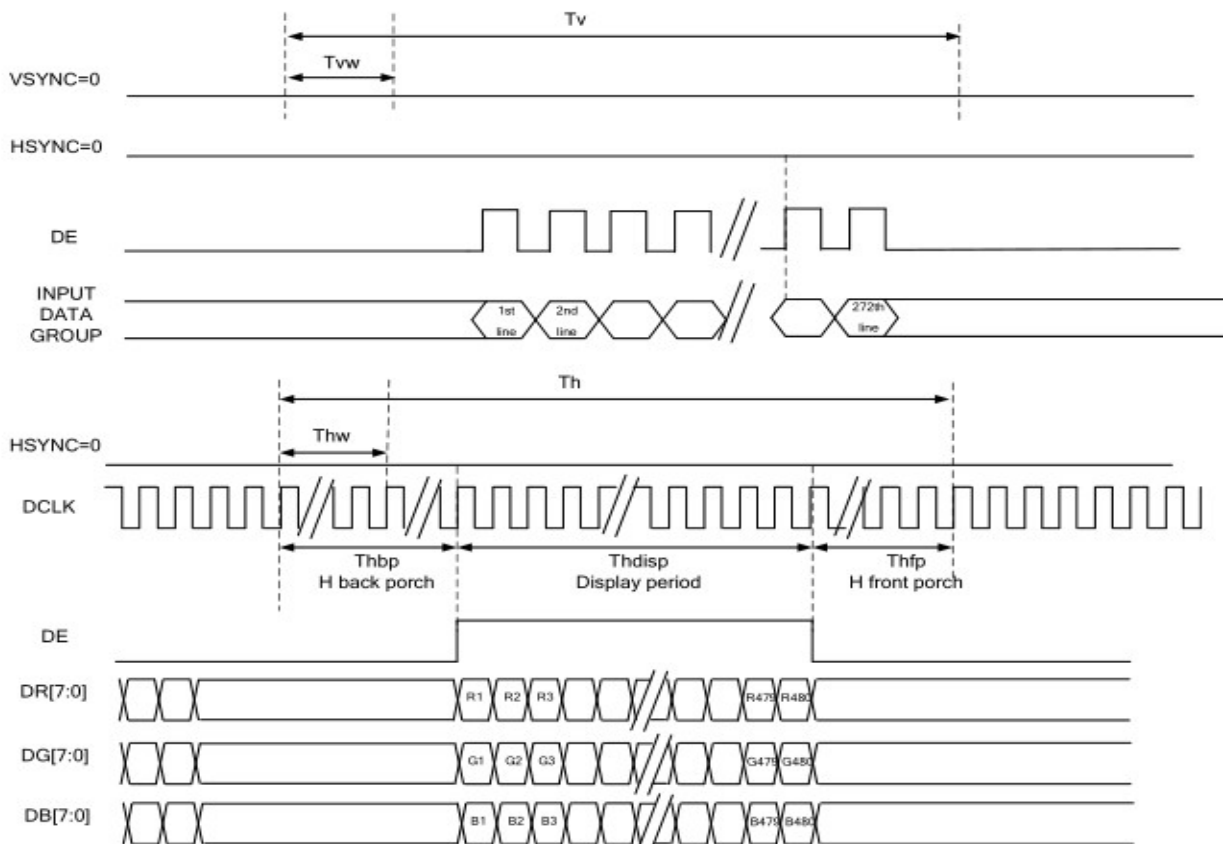 Tv
Tvw
VSYNC=0
HSYNC=0
DE
INPUT
DATA
GROUP
1st
line
2nd
line
272th
line
Th
Thw
HSYNC=0
DCLK
Thbp
H back porch
Thdisp
Display period
Thfp
H front porch
DE
DR[7:0]
R1 R2 R3 R479 R480
DG[7:0]
G1 G2 G3 G479 G480
DB[7:0]
B1 B2 B3 B479 B480